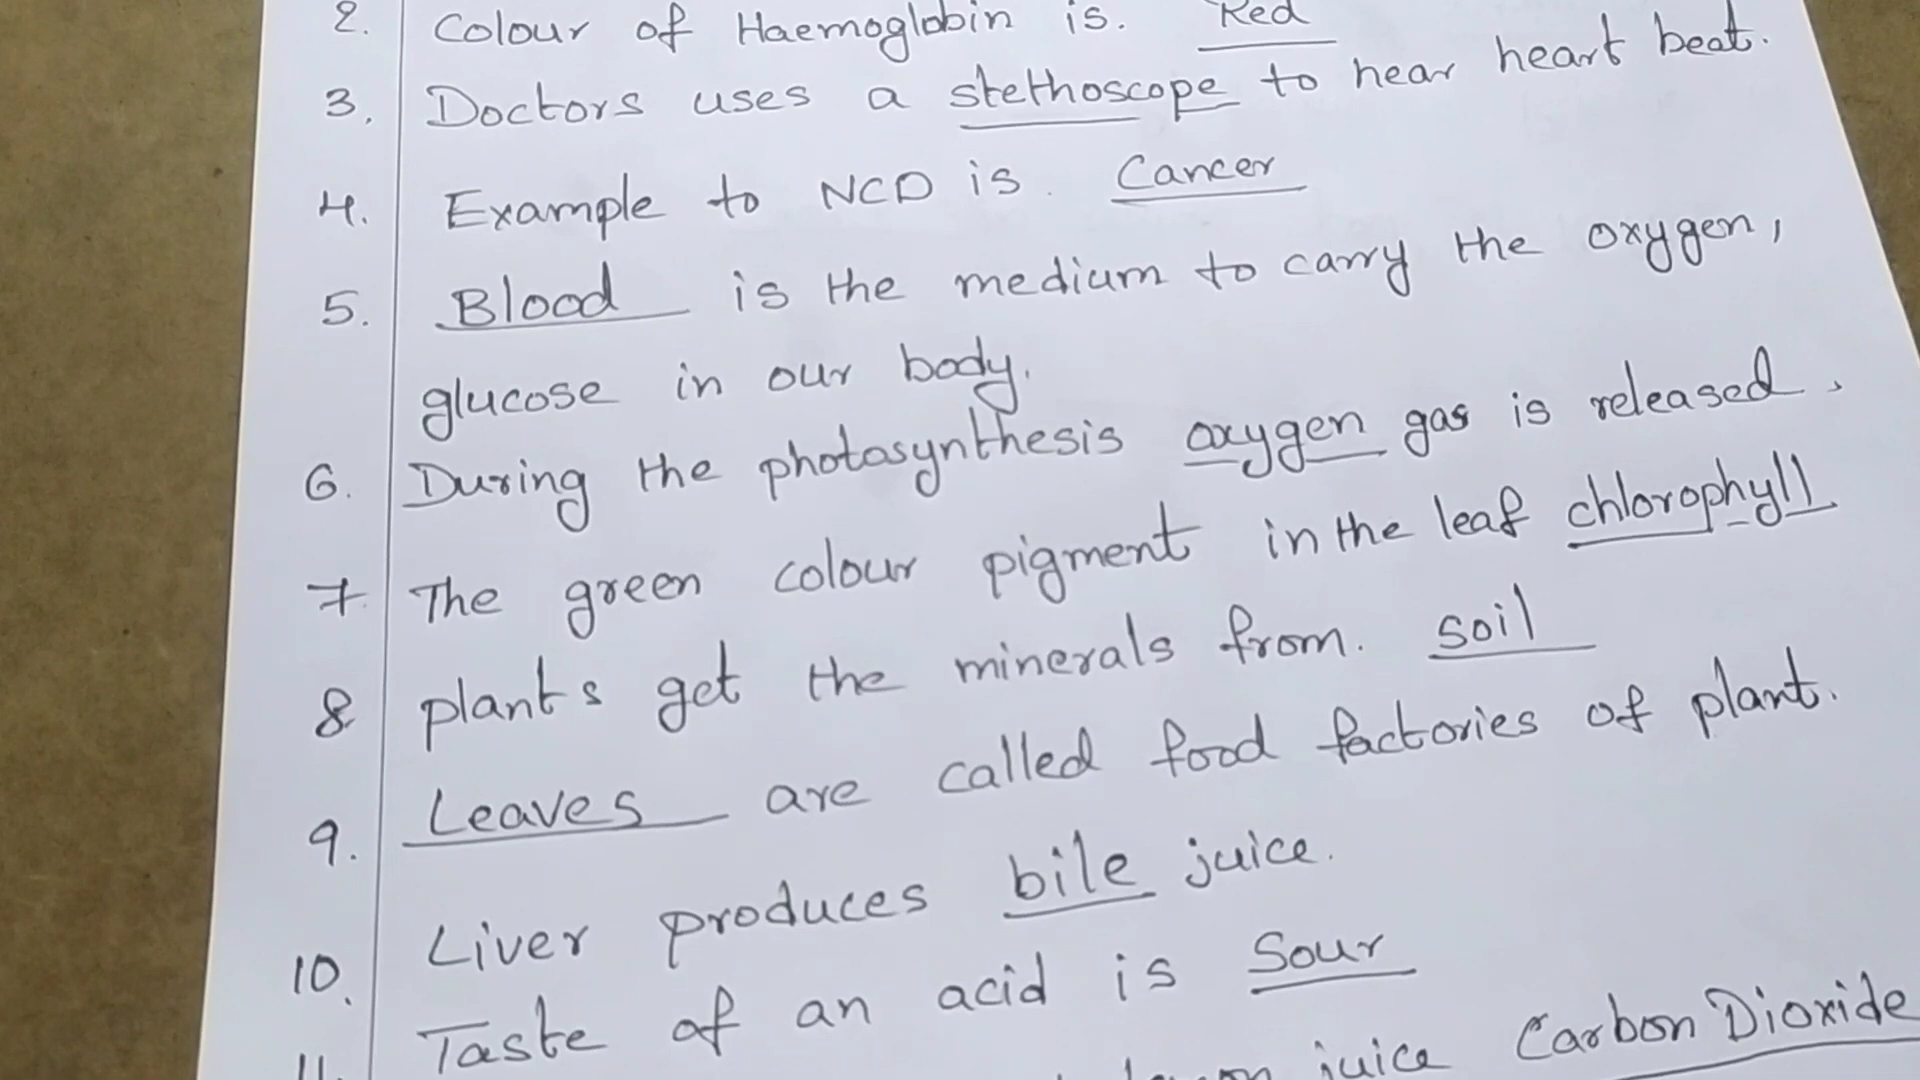 2. Colour of Haemoglobin is. Red
3. Doctors uses a stethoscope to hear heart beat.
4. Example to NCD is. Cancer
5. Blood is the medium to carry the oxygen,
glucose in our body.
6. During the photosynthesis oxygen gas is released.
7. The green colour pigment in the leaf chlorophyll
8 plants get the minerals from. soil
9. Leaves are called food factories of plant.
10. Liver produces bile juice.
11. Taste of an acid is Sour
juice Carbon Dioxide